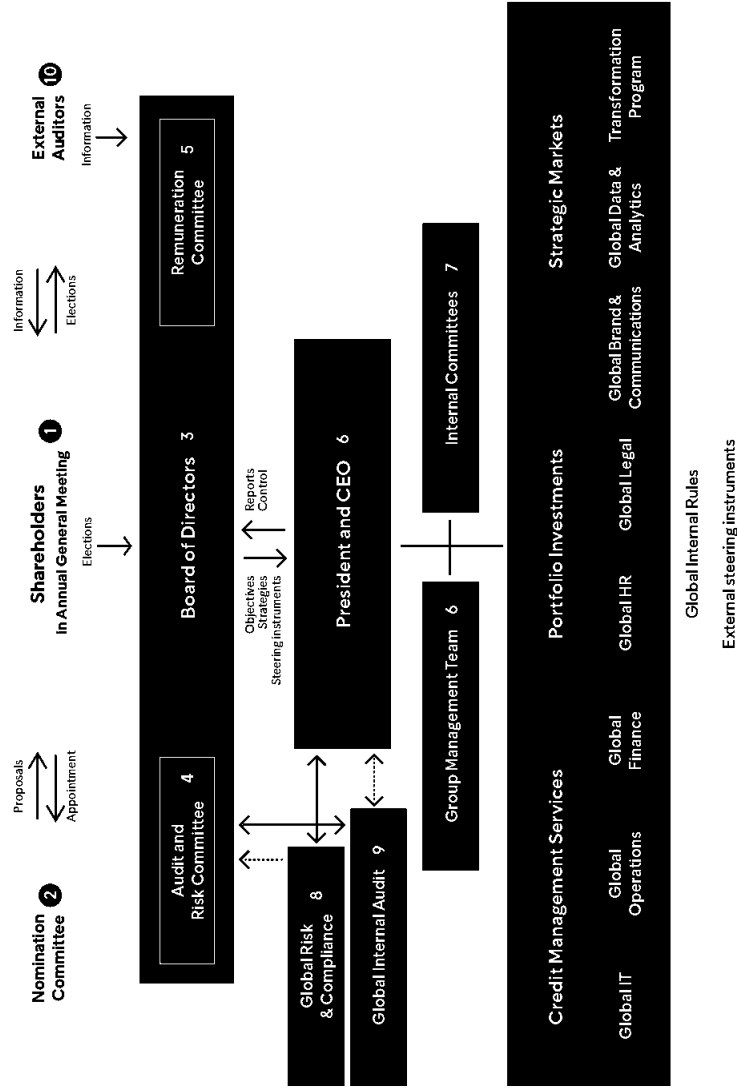 Nomination
Committee
2
Proposals
Appointment
Shareholders
In Annual General Meeting
1
Information
Elections
External
Auditors
10
Elections
Information
Audit and
Risk Committee
4
Board of Directors 3
Remuneration
Committee
5
Objectives
Strategies
Steering instruments
Reports
Control
Global Risk
& Compliance
8
Global Internal Audit 9
President and CEO 6
Group Management Team 6
Internal Committees 7
Credit Management Services
Portfolio Investments
Strategic Markets
Global IT
Global
Operations
Global
Finance
Global HR
Global Legal
Global Brand &
Communications
Global Data &
Analytics
Transformation
Program
Global Internal Rules
External steering instruments